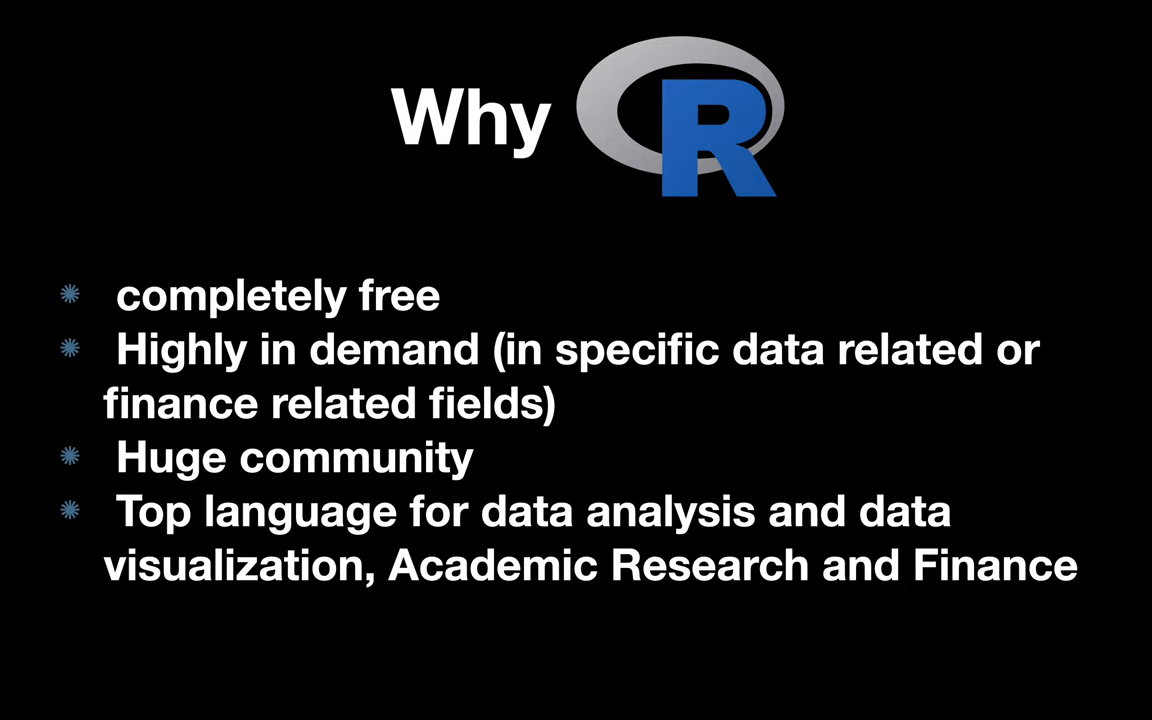 Why R
completely free
Highly in demand (in specific data related or
finance related fields)
Huge community
Top language for data analysis and data
visualization, Academic Research and Finance